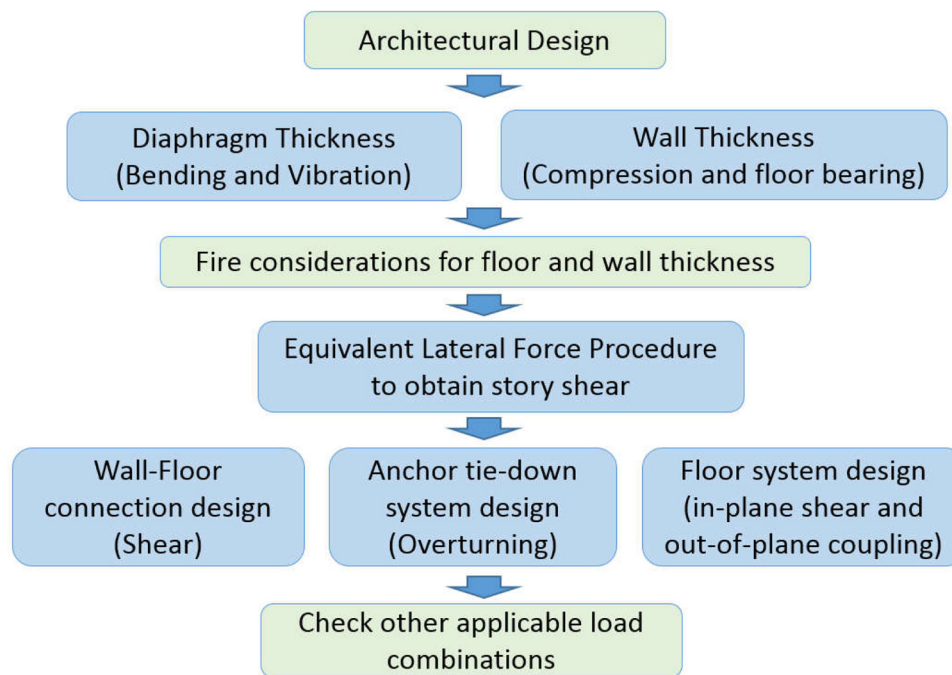 Architectural Design
Diaphragm Thickness
(Bending and Vibration)
Wall Thickness
(Compression and floor bearing)
Fire considerations for floor and wall thickness
Equivalent Lateral Force Procedure
to obtain story shear
Wall-Floor
connection design
(Shear)
Anchor tie-down
system design
(Overturning)
Floor system design
(in-plane shear and
out-of-plane coupling)
Check other applicable load
combinations